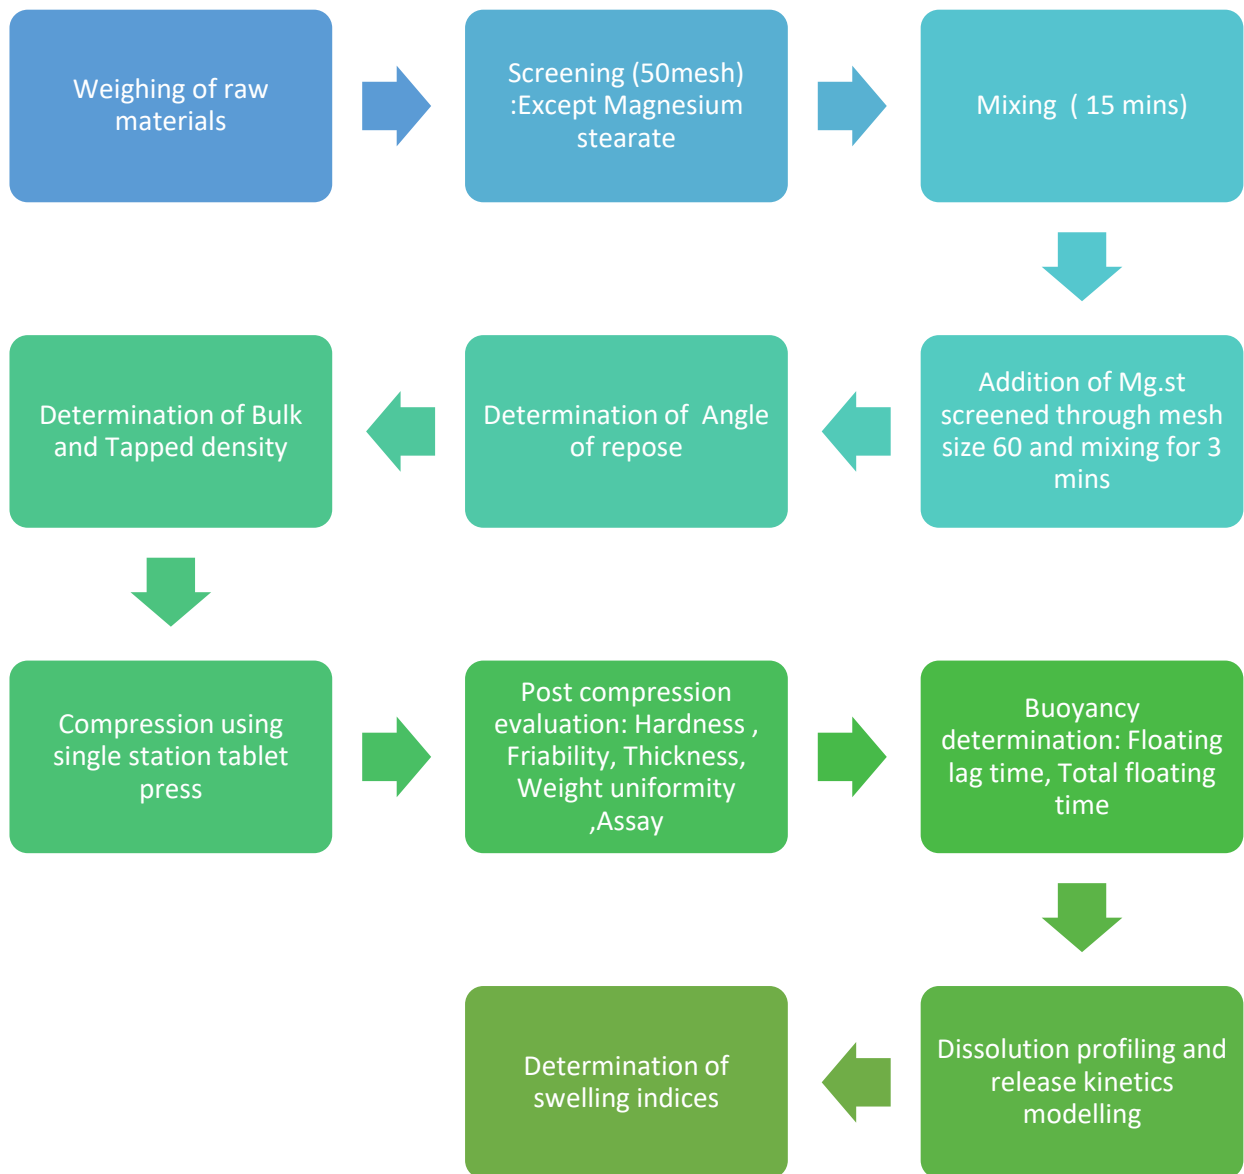 Weighing of raw
materials
Screening (50mesh)
:Except Magnesium
stearate
Mixing ( 15 mins)
Addition of Mg.st
screened through mesh
size 60 and mixing for 3
mins
Determination of Angle
of repose
Determination of Bulk
and Tapped density
Compression using
single station tablet
press
Post compression
evaluation: Hardness ,
Friability, Thickness,
Weight uniformity
,Assay
Buoyancy
determination: Floating
lag time, Total floating
time
Dissolution profiling and
release kinetics
modelling
Determination of
swelling indices